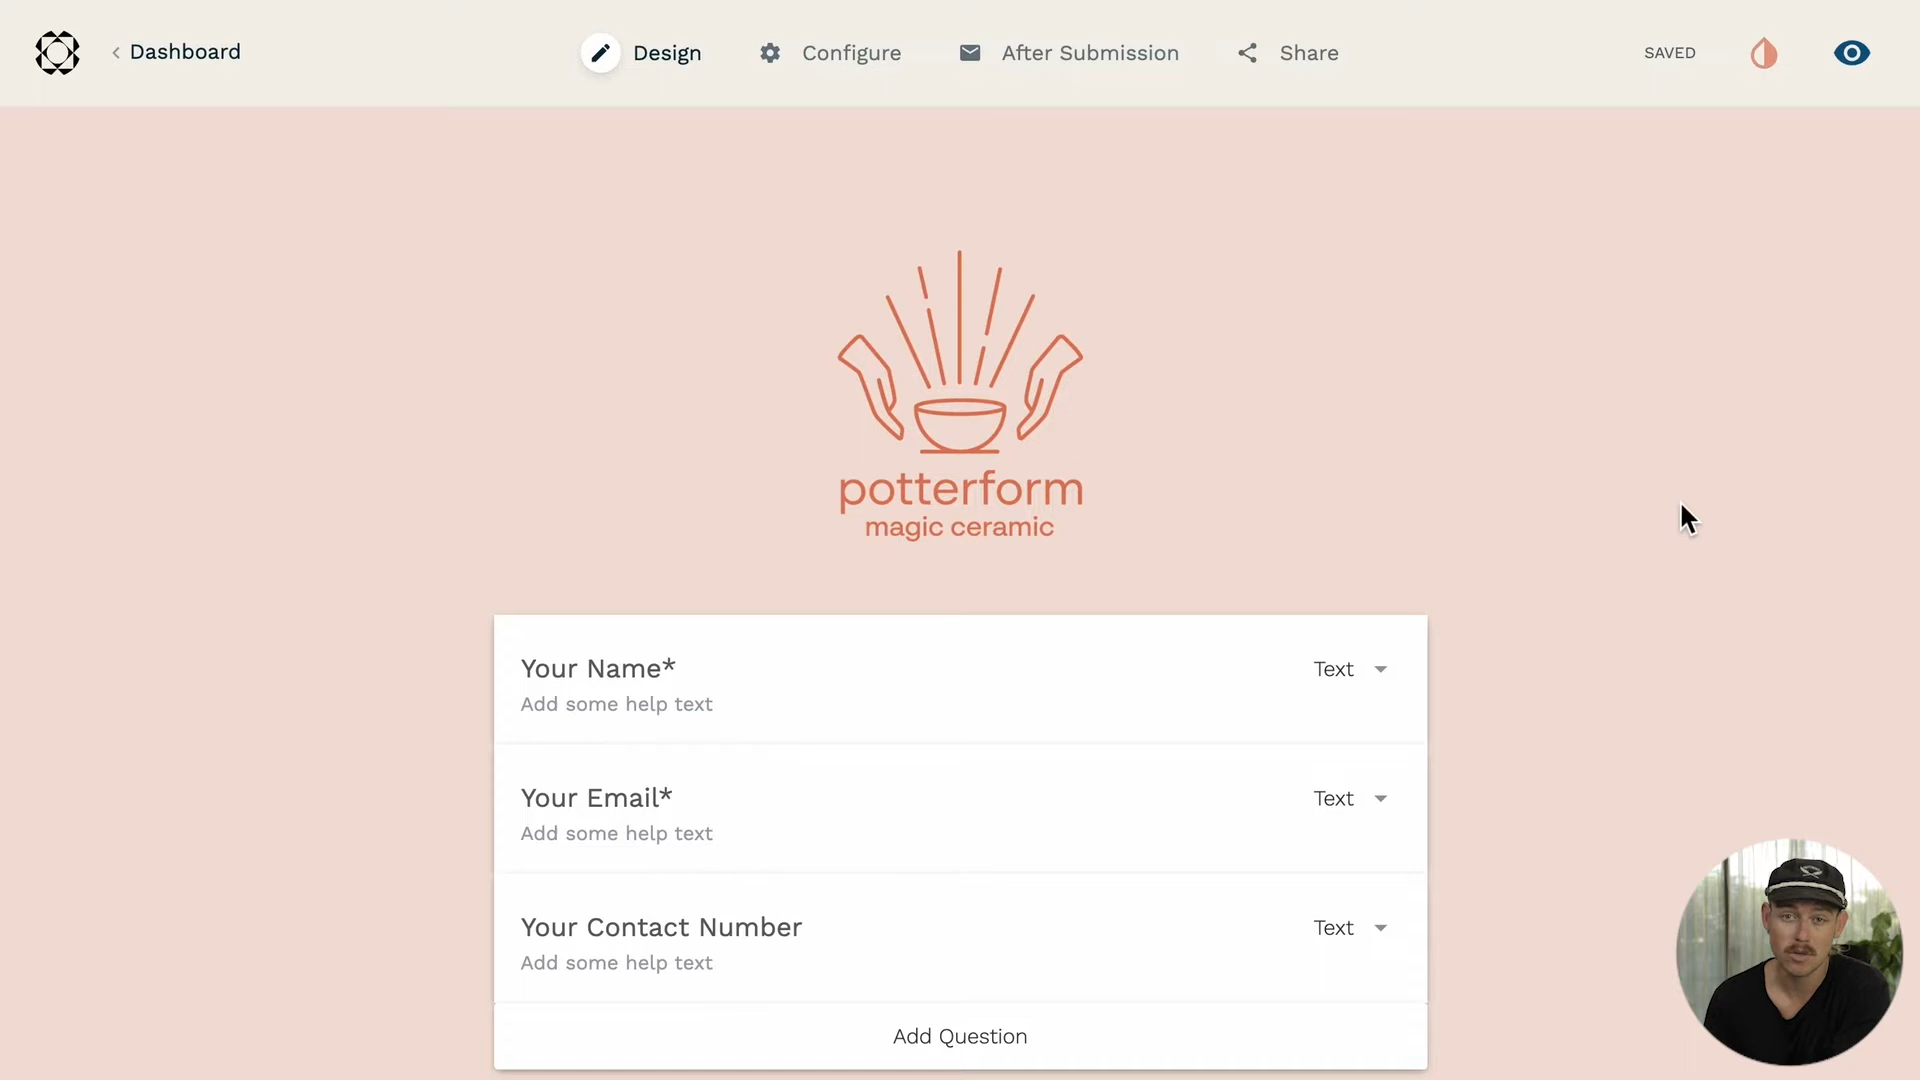 Dashboard
Design
Configure
After Submission
Share
SAVED
potterform
magic ceramic
Your Name*
Text
Add some help text
Your Email*
Text
Add some help text
Your Contact Number
Text
Add some help text
Add Question